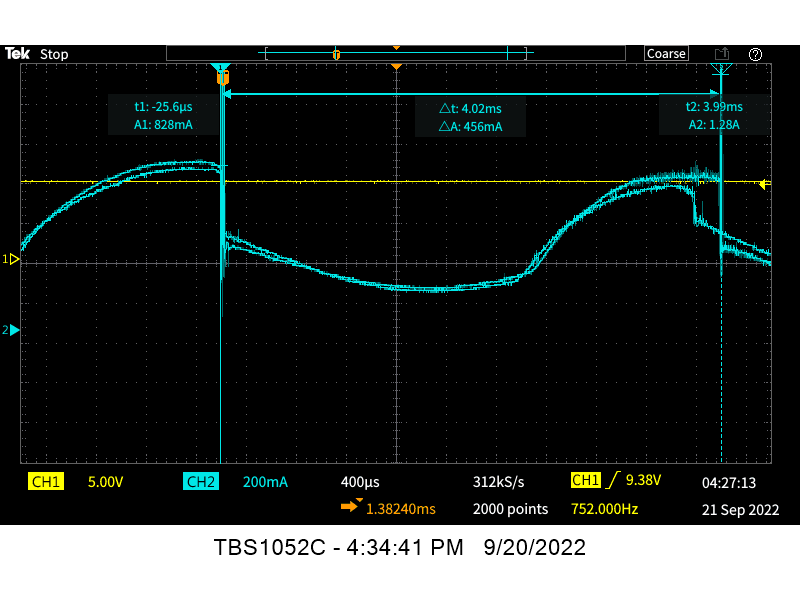 Tek Stop Coarse
t1: -25.6µs △t: 4.02ms t2: 3.99ms
A1: 828mA △A: 456mA A2: 1.28A
1
2
CH1 5.00V CH2 200mA 400µs 312kS/s CH1 9.38V 04:27:13
1.38240ms 2000 points 752.000Hz 21 Sep 2022
TBS1052C - 4:34:41 PM 9/20/2022